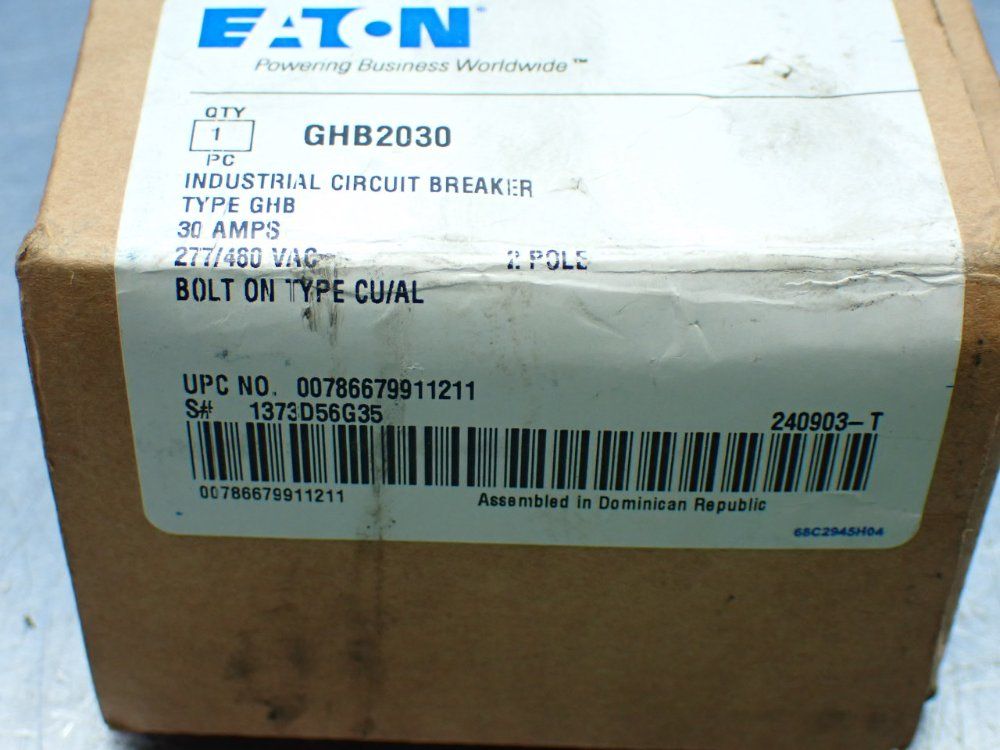 EATON
Powering Business Worldwide™
QTY
1
PC
GHB2030
INDUSTRIAL CIRCUIT BREAKER
TYPE GHB
30 AMPS
277/480 VAC 2 POLE
BOLT ON TYPE CU/AL
UPC NO. 00786679911211
S# 1373D56G35
240903-T
00786679911211
Assembled in Dominican Republic
68C2945H04